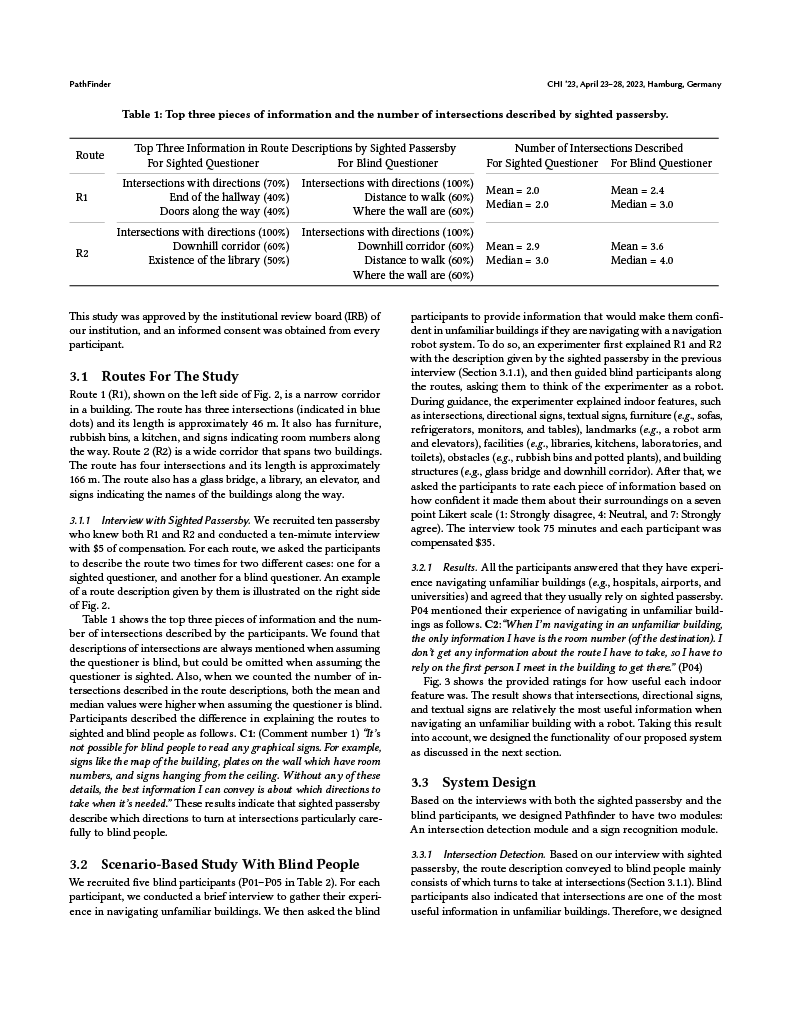 PathFinder
CHI ’23, April 23–28, 2023, Hamburg, Germany
Table 1: Top three pieces of information and the number of intersections described by sighted passersby.
Route
Top Three Information in Route Descriptions by Sighted Passersby
Number of Intersections Described
For Sighted Questioner
For Blind Questioner
For Sighted Questioner
For Blind Questioner
R1
Intersections with directions (70%)
Intersections with directions (100%)
Mean = 2.0
Mean = 2.4
End of the hallway (40%)
Distance to walk (60%)
Median = 2.0
Median = 3.0
Doors along the way (40%)
Where the wall are (60%)
R2
Intersections with directions (100%)
Intersections with directions (100%)
Mean = 2.9
Mean = 3.6
Downhill corridor (60%)
Downhill corridor (60%)
Median = 3.0
Median = 4.0
Existence of the library (50%)
Distance to walk (60%)
Where the wall are (60%)
This study was approved by the institutional review board (IRB) of
our institution, and an informed consent was obtained from every
participant.
3.1 Routes For The Study
Route 1 (R1), shown on the left side of Fig. 2, is a narrow corridor
in a building. The route has three intersections (indicated in blue
dots) and its length is approximately 46 m. It also has furniture,
rubbish bins, a kitchen, and signs indicating room numbers along
the way. Route 2 (R2) is a wide corridor that spans two buildings.
The route has four intersections and its length is approximately
166 m. The route also has a glass bridge, a library, an elevator, and
signs indicating the names of the buildings along the way.
3.1.1 Interview with Sighted Passersby. We recruited ten passersby
who knew both R1 and R2 and conducted a ten-minute interview
with $5 of compensation. For each route, we asked the participants
to describe the route two times for two different cases: one for a
sighted questioner, and another for a blind questioner. An example
of a route description given by them is illustrated on the right side
of Fig. 2.
Table 1 shows the top three pieces of information and the num-
ber of intersections described by the participants. We found that
descriptions of intersections are always mentioned when assuming
the questioner is blind, but could be omitted when assuming the
questioner is sighted. Also, when we counted the number of in-
tersections described in the route descriptions, both the mean and
median values were higher when assuming the questioner is blind.
Participants described the difference in explaining the routes to
sighted and blind people as follows. C1: (Comment number 1) “It’s
not possible for blind people to read any graphical signs. For example,
signs like the map of the building, plates on the wall which have room
numbers, and signs hanging from the ceiling. Without any of these
details, the best information I can convey is about which directions to
take when it’s needed.” These results indicate that sighted passersby
describe which directions to turn at intersections particularly care-
fully to blind people.
3.2 Scenario-Based Study With Blind People
We recruited five blind participants (P01–P05 in Table 2). For each
participant, we conducted a brief interview to gather their experi-
ence in navigating unfamiliar buildings. We then asked the blind
participants to provide information that would make them confi-
dent in unfamiliar buildings if they are navigating with a navigation
robot system. To do so, an experimenter first explained R1 and R2
with the description given by the sighted passersby in the previous
interview (Section 3.1.1), and then guided blind participants along
the routes, asking them to think of the experimenter as a robot.
During guidance, the experimenter explained indoor features, such
as intersections, directional signs, textual signs, furniture (e.g., sofas,
refrigerators, monitors, and tables), landmarks (e.g., a robot arm
and elevators), facilities (e.g., libraries, kitchens, laboratories, and
toilets), obstacles (e.g., rubbish bins and potted plants), and building
structures (e.g., glass bridge and downhill corridor). After that, we
asked the participants to rate each piece of information based on
how confident it made them about their surroundings on a seven
point Likert scale (1: Strongly disagree, 4: Neutral, and 7: Strongly
agree). The interview took 75 minutes and each participant was
compensated $35.
3.2.1 Results. All the participants answered that they have experi-
ence navigating unfamiliar buildings (e.g., hospitals, airports, and
universities) and agreed that they usually rely on sighted passersby.
P04 mentioned their experience of navigating in unfamiliar build-
ings as follows. C2:“When I’m navigating in an unfamiliar building,
the only information I have is the room number (of the destination). I
don’t get any information about the route I have to take, so I have to
rely on the first person I meet in the building to get there.” (P04)
Fig. 3 shows the provided ratings for how useful each indoor
feature was. The result shows that intersections, directional signs,
and textual signs are relatively the most useful information when
navigating an unfamiliar building with a robot. Taking this result
into account, we designed the functionality of our proposed system
as discussed in the next section.
3.3 System Design
Based on the interviews with both the sighted passersby and the
blind participants, we designed Pathfinder to have two modules:
An intersection detection module and a sign recognition module.
3.3.1 Intersection Detection. Based on our interview with sighted
passersby, the route description conveyed to blind people mainly
consists of which turns to take at intersections (Section 3.1.1). Blind
participants also indicated that intersections are one of the most
useful information in unfamiliar buildings. Therefore, we designed